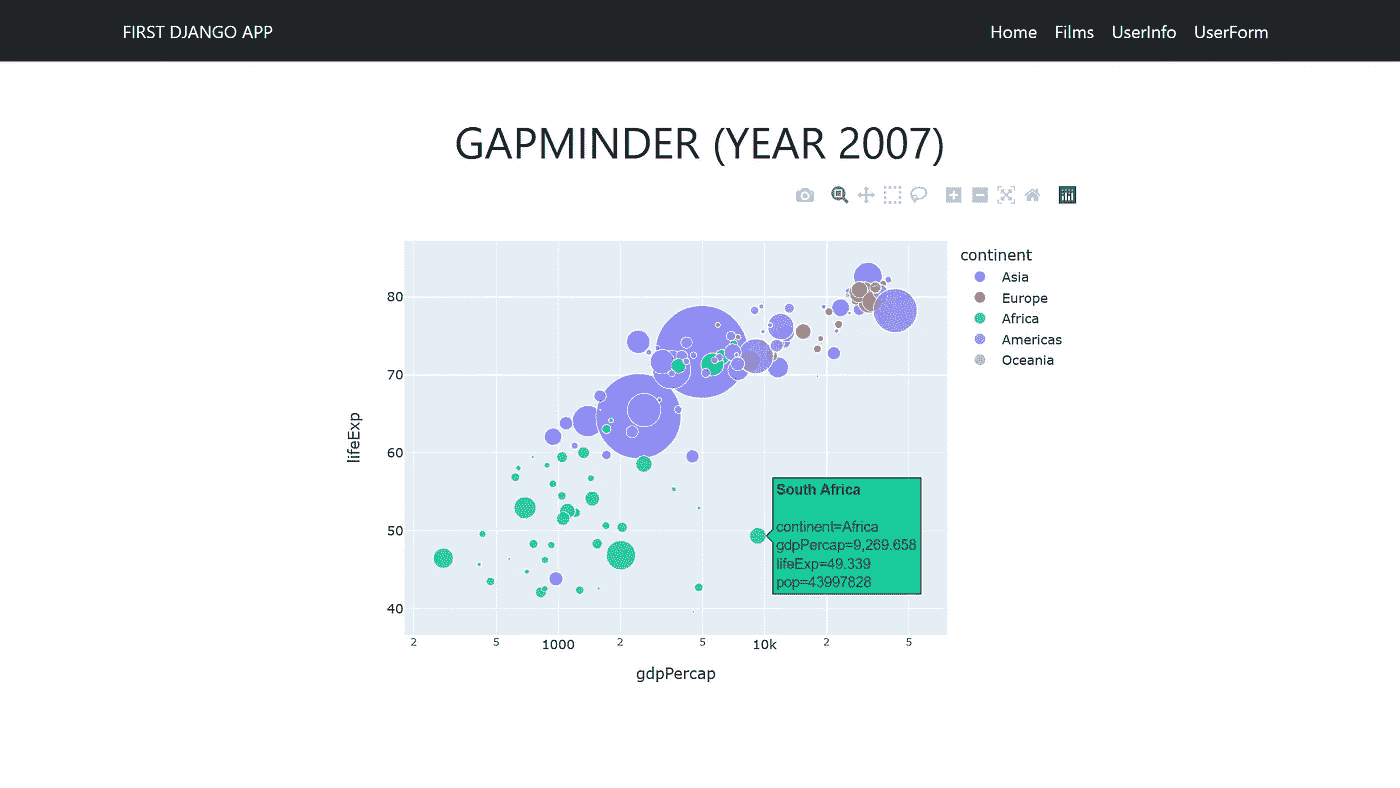 FIRST DJANGO APP
Home Films UserInfo UserForm
GAPMINDER (YEAR 2007)
continent
Asia
Europe
Africa
Americas
Oceania
lifeExp
80
70
60
50
40
South Africa
continent=Africa
gdpPercap=9,269.658
lifeExp=49.339
pop=43997828
2 5 1000 2 5 10k 2 5
gdpPercap